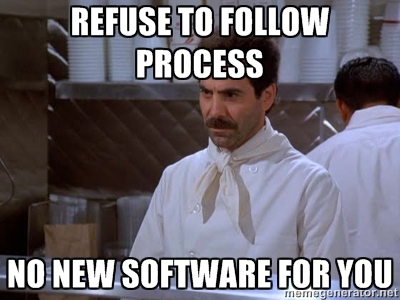 REFUSE TO FOLLOW
PROCESS
NO NEW SOFTWARE FOR YOU
memegenerator.net